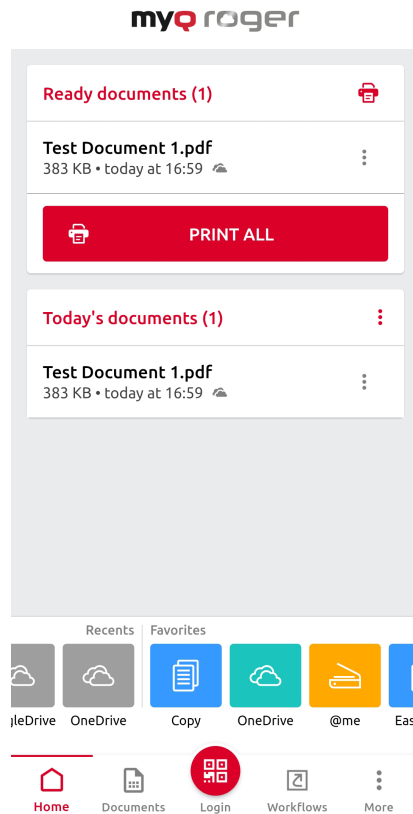 myq roger
Ready documents (1)
Test Document 1.pdf
383 KB • today at 16:59
PRINT ALL
Today's documents (1)
Test Document 1.pdf
383 KB • today at 16:59
Recents Favorites
gleDrive OneDrive Copy OneDrive @me Eas
Home Documents Login Workflows More